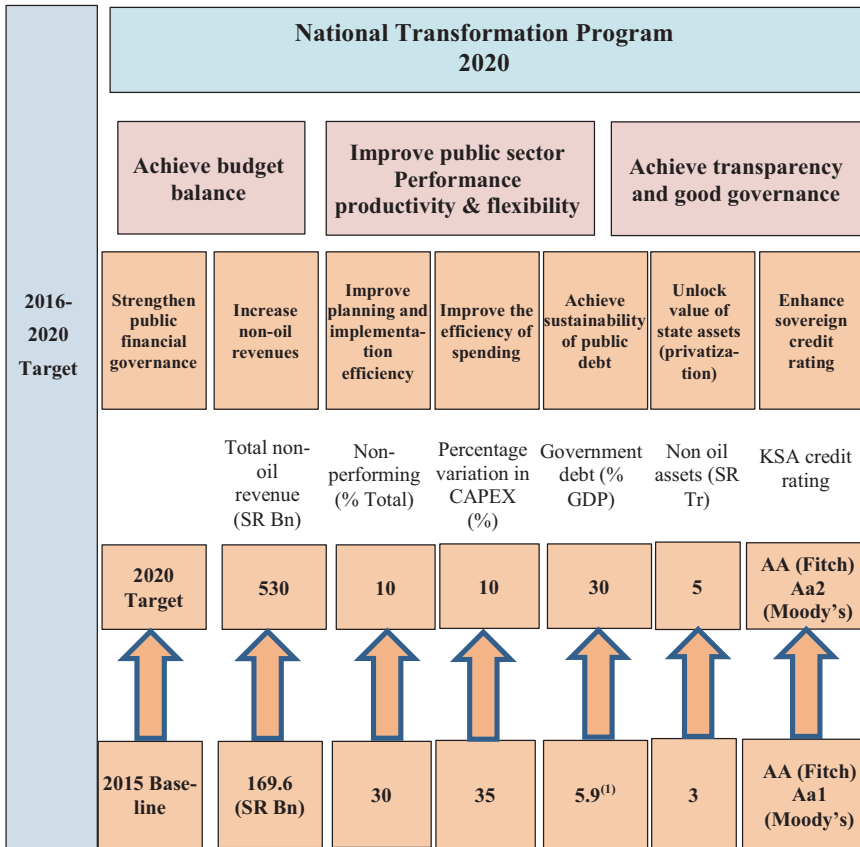 National Transformation Program
2020
Achieve budget
balance
Improve public sector
Performance
productivity & flexibility
Achieve transparency
and good governance
2016-
2020
Target
Strengthen
public
financial
governance
Increase
non-oil
revenues
Improve
planning and
implementa-
tion
efficiency
Improve the
efficiency of
spending
Achieve
sustainability
of public
debt
Unlock
value of
state assets
(privatiza-
tion)
Enhance
sovereign
credit
rating
Total non-
oil
revenue
(SR Bn)
Non-
performing
(% Total)
Percentage
variation in
CAPEX
(%)
Government
debt (%
GDP)
Non oil
assets (SR
Tr)
KSA credit
rating
2020
Target
530
10
10
30
5
AA (Fitch)
Aa2
(Moody's)
2015 Base-
line
169.6
(SR Bn)
30
35
5.9(1)
3
AA (Fitch)
Aa1
(Moody's)